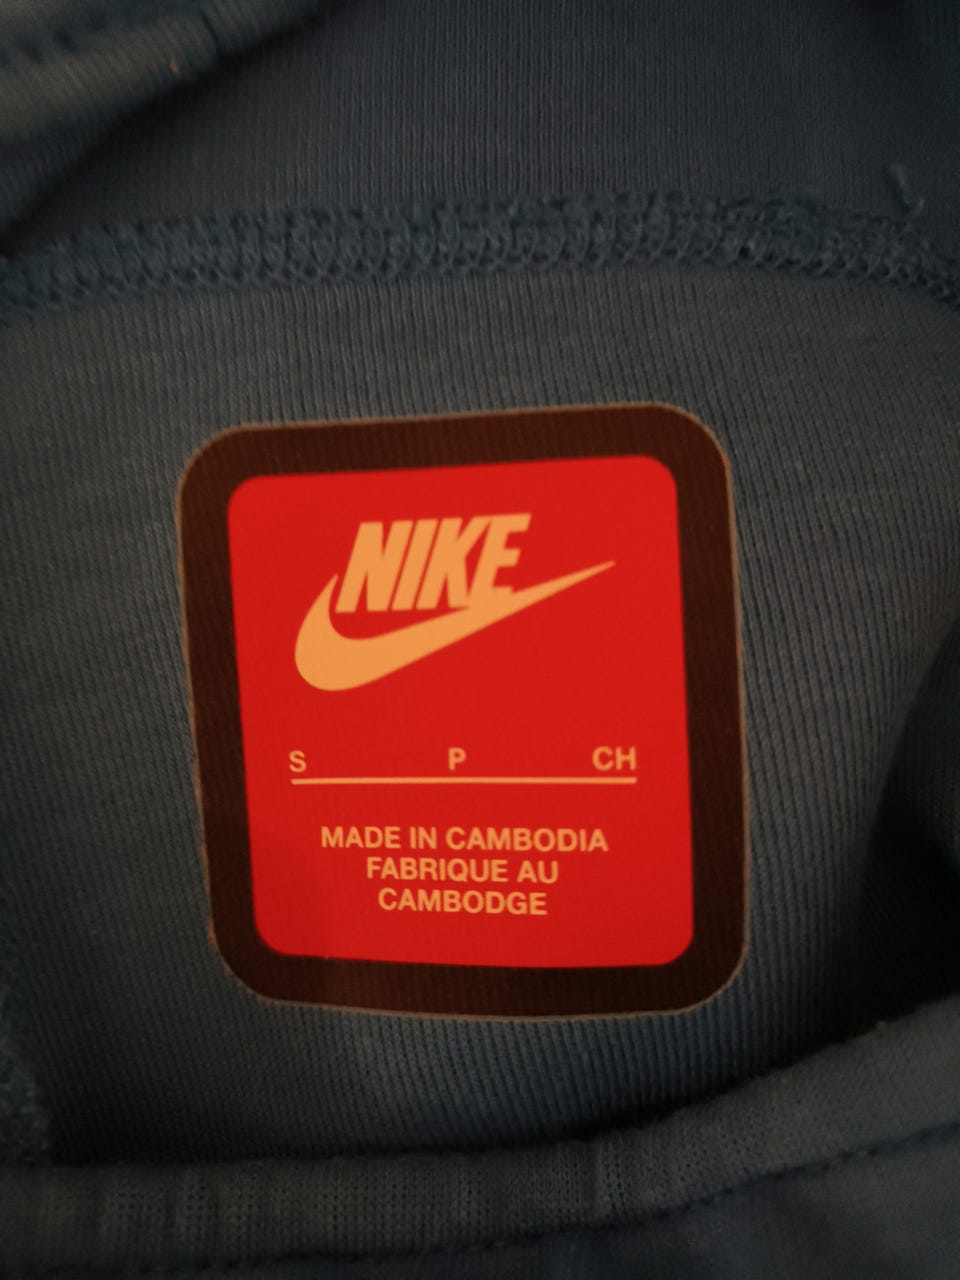 NIKE
S P CH
MADE IN CAMBODIA
FABRIQUE AU
CAMBODGE